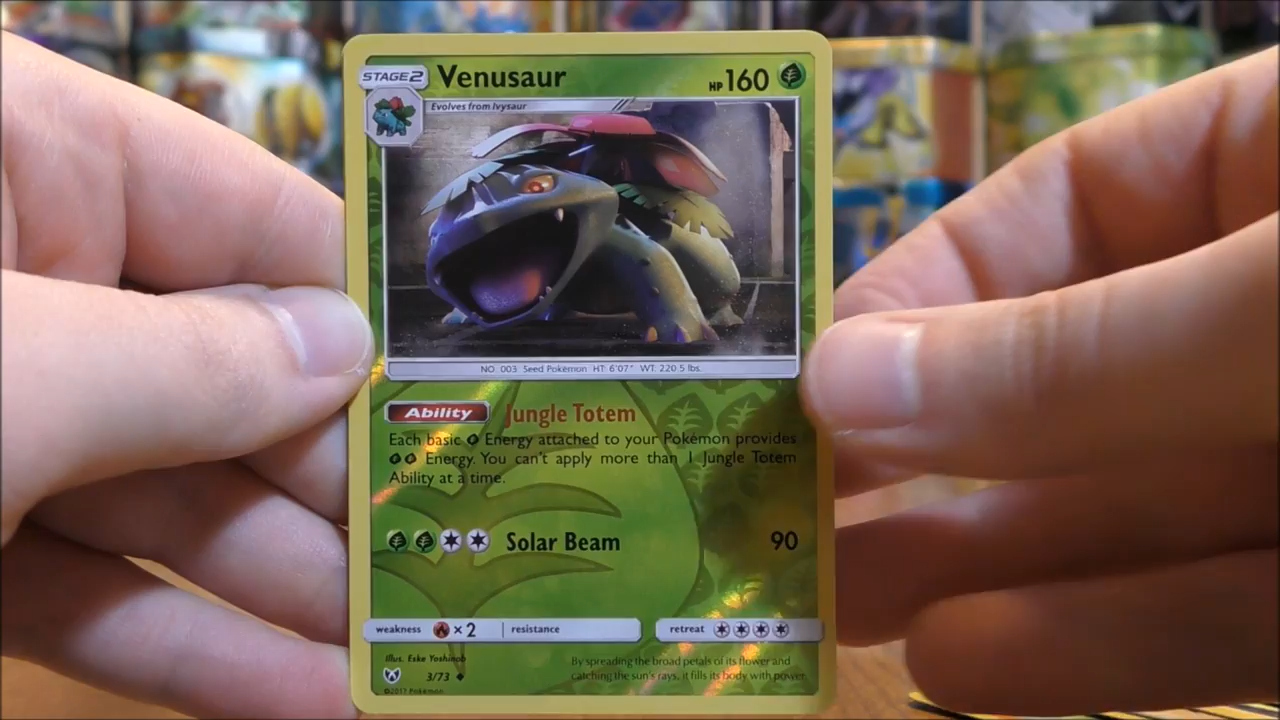 STAGE2 Venusaur HP160
Evolves from Ivysaur
NO. 003 Seed Pokémon HT: 6'07" WT: 220.5 lbs.
Ability Jungle Totem
Each basic Energy attached to your Pokémon provides
Energy. You can't apply more than 1 Jungle Totem
Ability at a time.
Solar Beam 90
weakness ×2 resistance retreat
Illus. Eske Yoshinob
3/73
©2017 Pokémon
By spreading the broad petals of its flower and
catching the sun's rays, it fills its body with power.